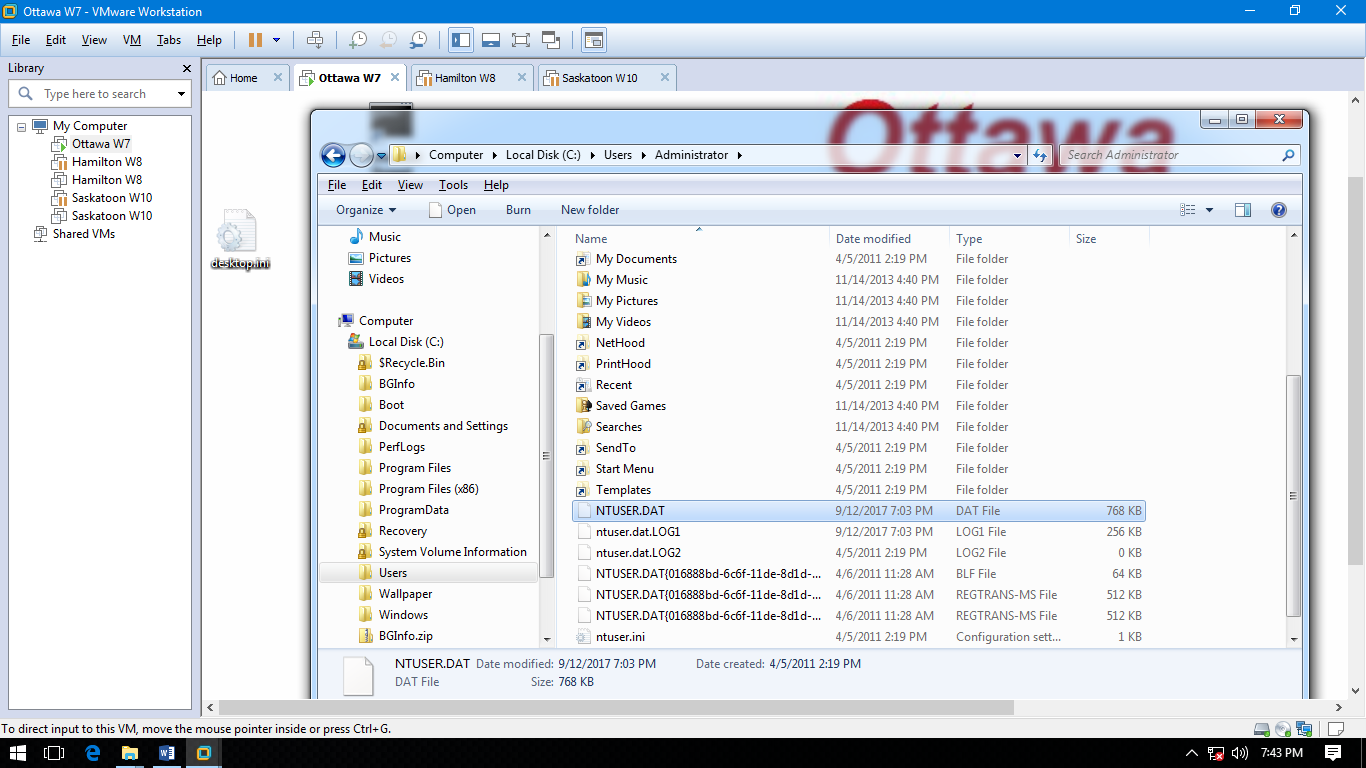 Ottawa W7 - VMware Workstation
File Edit View VM Tabs Help
Library
Type here to search
My Computer
Ottawa W7
Hamilton W8
Hamilton W8
Saskatoon W10
Saskatoon W10
Shared VMs
Home Ottawa W7 Hamilton W8 Saskatoon W10
Ottawa
desktop.ini
Computer Local Disk (C:) Users Administrator
Search Administrator
File Edit View Tools Help
Organize Open Burn New folder
Music
Pictures
Videos
Computer
Local Disk (C:)
$Recycle.Bin
BGInfo
Boot
Documents and Settings
PerfLogs
Program Files
Program Files (x86)
ProgramData
Recovery
System Volume Information
Users
Wallpaper
Windows
BGInfo.zip
Name Date modified Type Size
My Documents 4/5/2011 2:19 PM File folder
My Music 11/14/2013 4:40 PM File folder
My Pictures 11/14/2013 4:40 PM File folder
My Videos 11/14/2013 4:40 PM File folder
NetHood 4/5/2011 2:19 PM File folder
PrintHood 4/5/2011 2:19 PM File folder
Recent 4/5/2011 2:19 PM File folder
Saved Games 11/14/2013 4:40 PM File folder
Searches 11/14/2013 4:40 PM File folder
SendTo 4/5/2011 2:19 PM File folder
Start Menu 4/5/2011 2:19 PM File folder
Templates 4/5/2011 2:19 PM File folder
NTUSER.DAT 9/12/2017 7:03 PM DAT File 768 KB
ntuser.dat.LOG1 9/12/2017 7:03 PM LOG1 File 256 KB
ntuser.dat.LOG2 4/5/2011 2:19 PM LOG2 File 0 KB
NTUSER.DAT{016888bd-6c6f-11de-8d1d-... 4/6/2011 11:28 AM BLF File 64 KB
NTUSER.DAT{016888bd-6c6f-11de-8d1d-... 4/6/2011 11:28 AM REGTRANS-MS File 512 KB
NTUSER.DAT{016888bd-6c6f-11de-8d1d-... 4/6/2011 11:28 AM REGTRANS-MS File 512 KB
ntuser.ini 4/5/2011 2:19 PM Configuration sett... 1 KB
NTUSER.DAT Date modified: 9/12/2017 7:03 PM Date created: 4/5/2011 2:19 PM
DAT File Size: 768 KB
To direct input to this VM, move the mouse pointer inside or press Ctrl+G.
7:43 PM